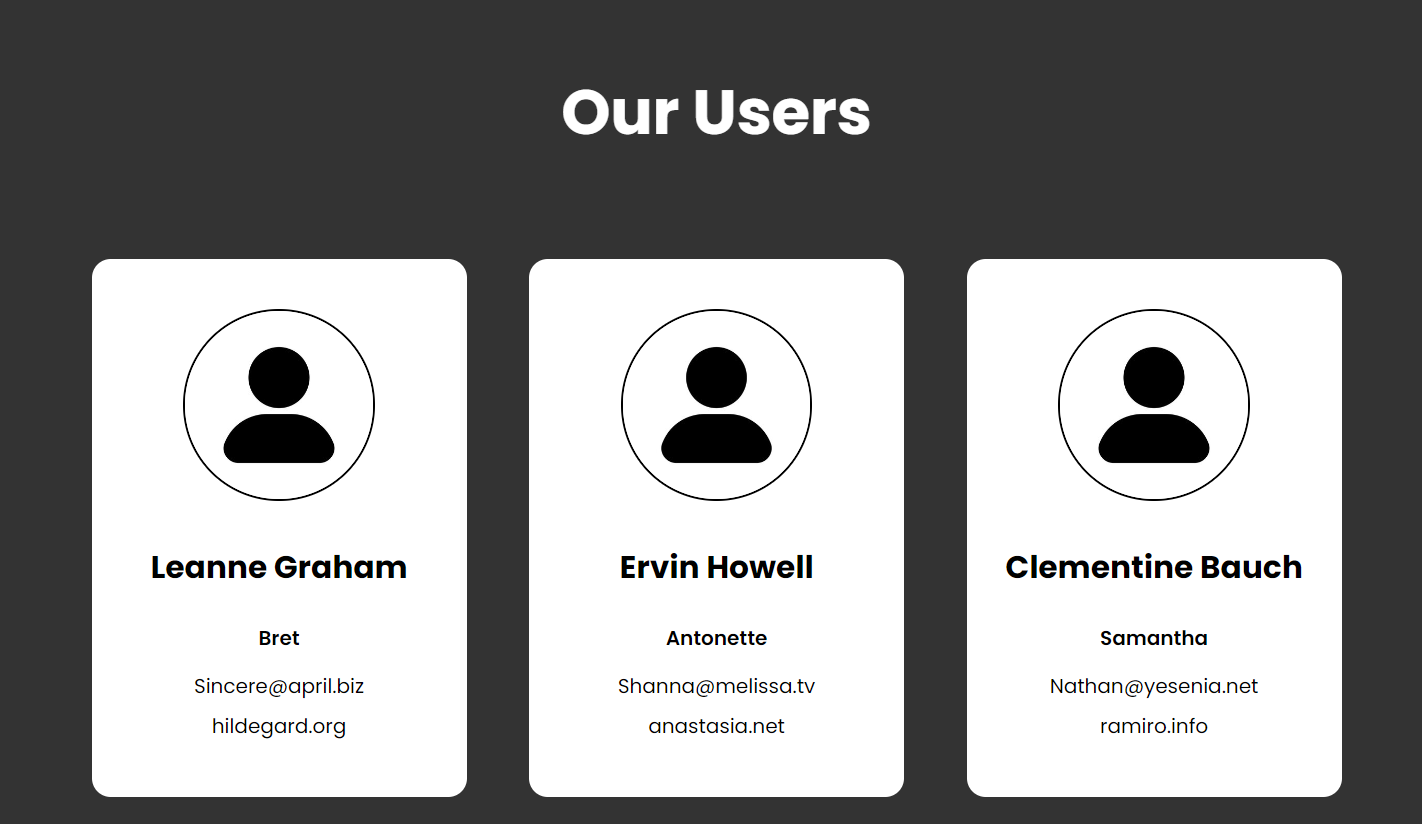 Our Users
Leanne Graham
Bret
Sincere@april.biz
hildegard.org
Ervin Howell
Antonette
Shanna@melissa.tv
anastasia.net
Clementine Bauch
Samantha
Nathan@yesenia.net
ramiro.info